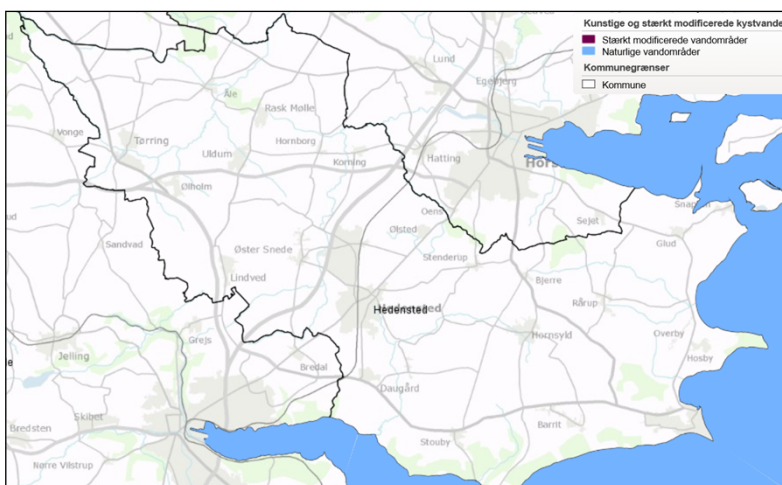 Kunstige og stærkt modificerede kystvande
Stærkt modificerede vandområder
Naturlige vandområder
Kommunegrænser
Kommune
Lund
Egebjerg
Åle
Rask Mølle
Vonge
Tørring
Uldum
Hornborg
Korning
Hatting
Ølholm
Oens
Sejet
Snaptun
Ølsted
Glud
Sandvad
Øster Snede
Stenderup
Lindved
Bjerre
Rårup
Hedensted
Hedensted
Grejs
Hornsyld
Overby
Jelling
Hosby
Bredal
Daugård
Skibet
Bredsten
Barrit
Stouby
Nørre Vilstrup